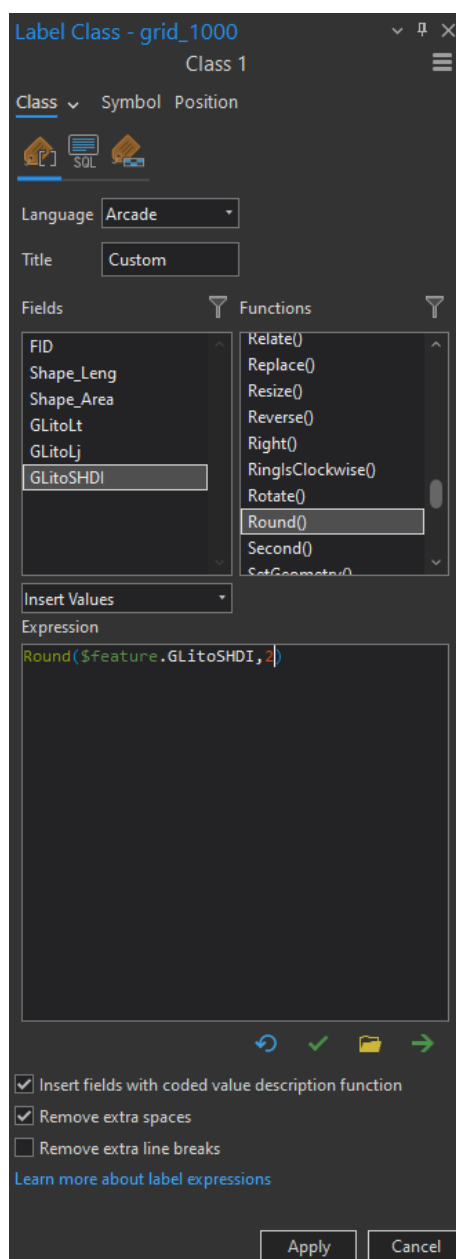 Label Class - grid_1000
Class 1
Class Symbol Position
SQL
Language Arcade
Title Custom
Fields
FID
Shape_Leng
Shape_Area
GLitoLt
GLitoLj
GLitoSHDI
Functions
Relate()
Replace()
Resize()
Reverse()
Right()
RingIsClockwise()
Rotate()
Round()
Second()
SetGeometry()
Insert Values
Expression
Round($feature.GLitoSHDI,2)
Insert fields with coded value description function
Remove extra spaces
Remove extra line breaks
Learn more about label expressions
Apply Cancel